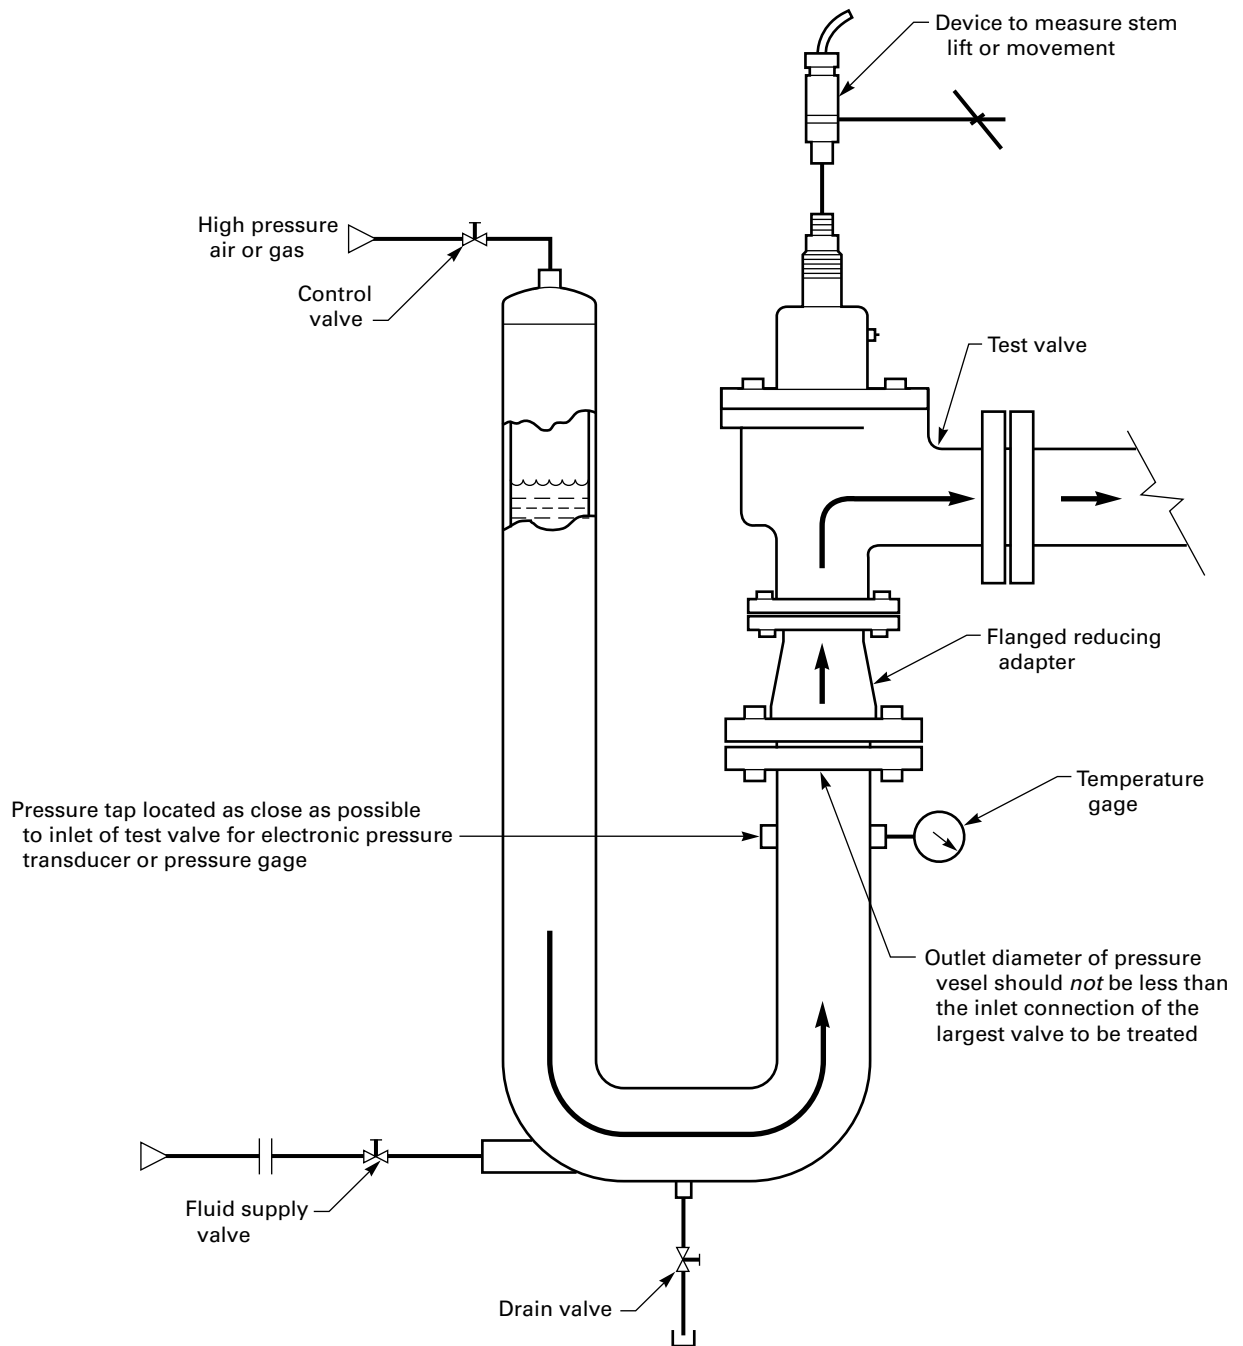 Device to measure stem
lift or movement
High pressure
air or gas
Control
valve
Test valve
Flanged reducing
adapter
Temperature
gage
Pressure tap located as close as possible
to inlet of test valve for electronic pressure
transducer or pressure gage
Outlet diameter of pressure
vessel should not be less than
the inlet connection of the
largest valve to be treated
Fluid supply
valve
Drain valve